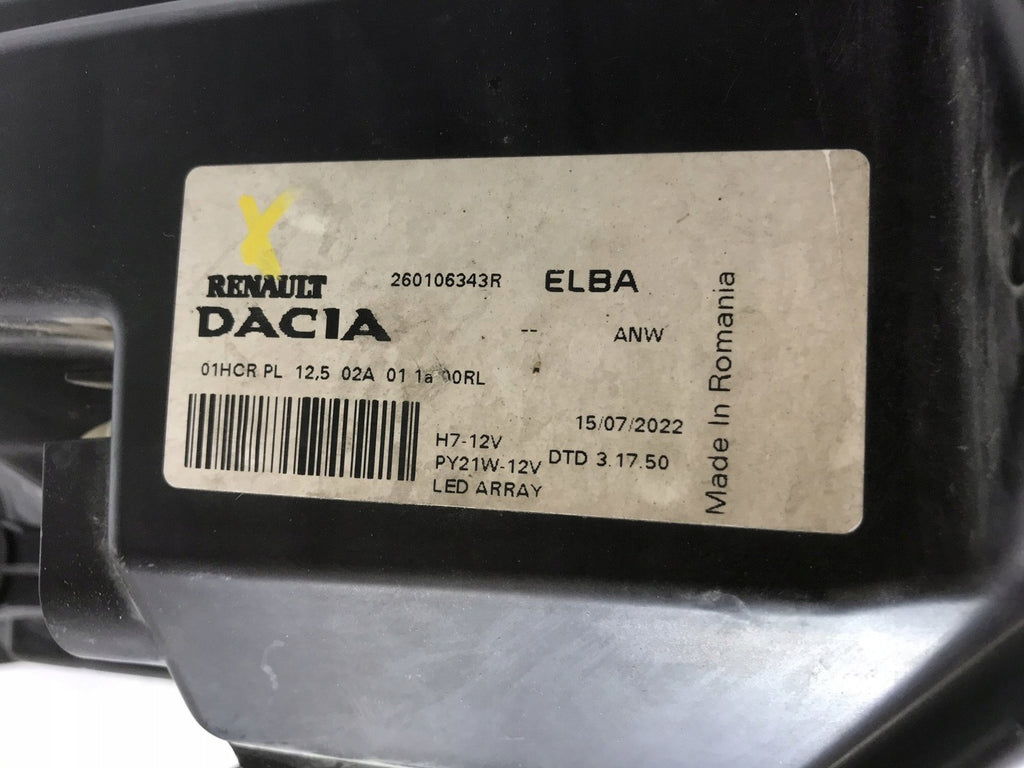 RENAULT 260106343R ELBA
DACIA -- ANW
01HCR PL 12,5 02A 01 1a 00RL
15/07/2022
H7-12V
PY21W-12V DTD 3.17.50
LED ARRAY
Made In Romania